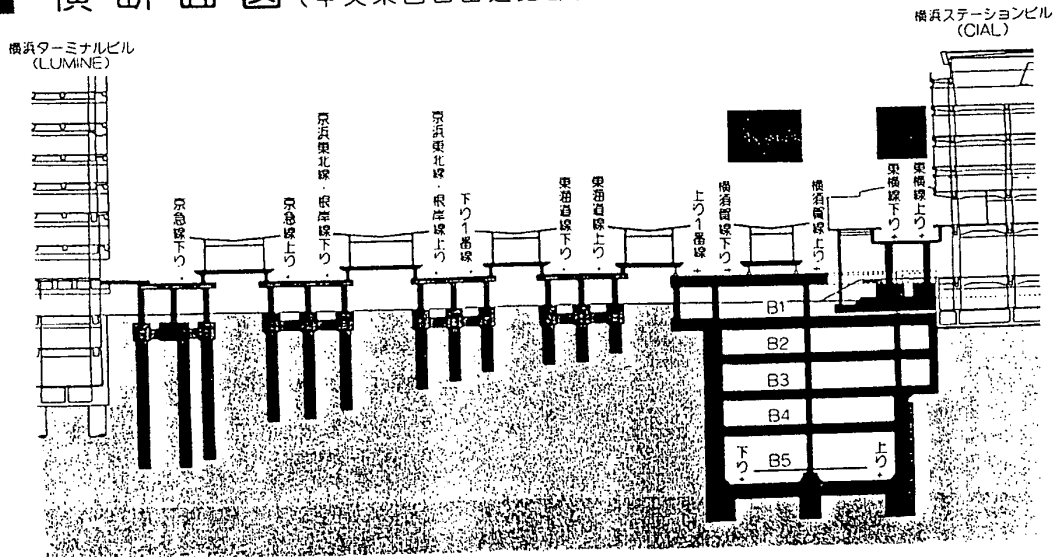 横断面図
横浜ターミナルビル
(LUMINE)
横浜ステーションビル
(CIAL)
京急線下り
京急線上り
京浜東北線・根岸線下り
京浜東北線・根岸線上り
下り1番線
東海道線下り
東海道線上り
上り1番線
横須賀線下り
横須賀線上り
東横線下り
東横線上り
B1
B2
B3
B4
下り
B5
上り